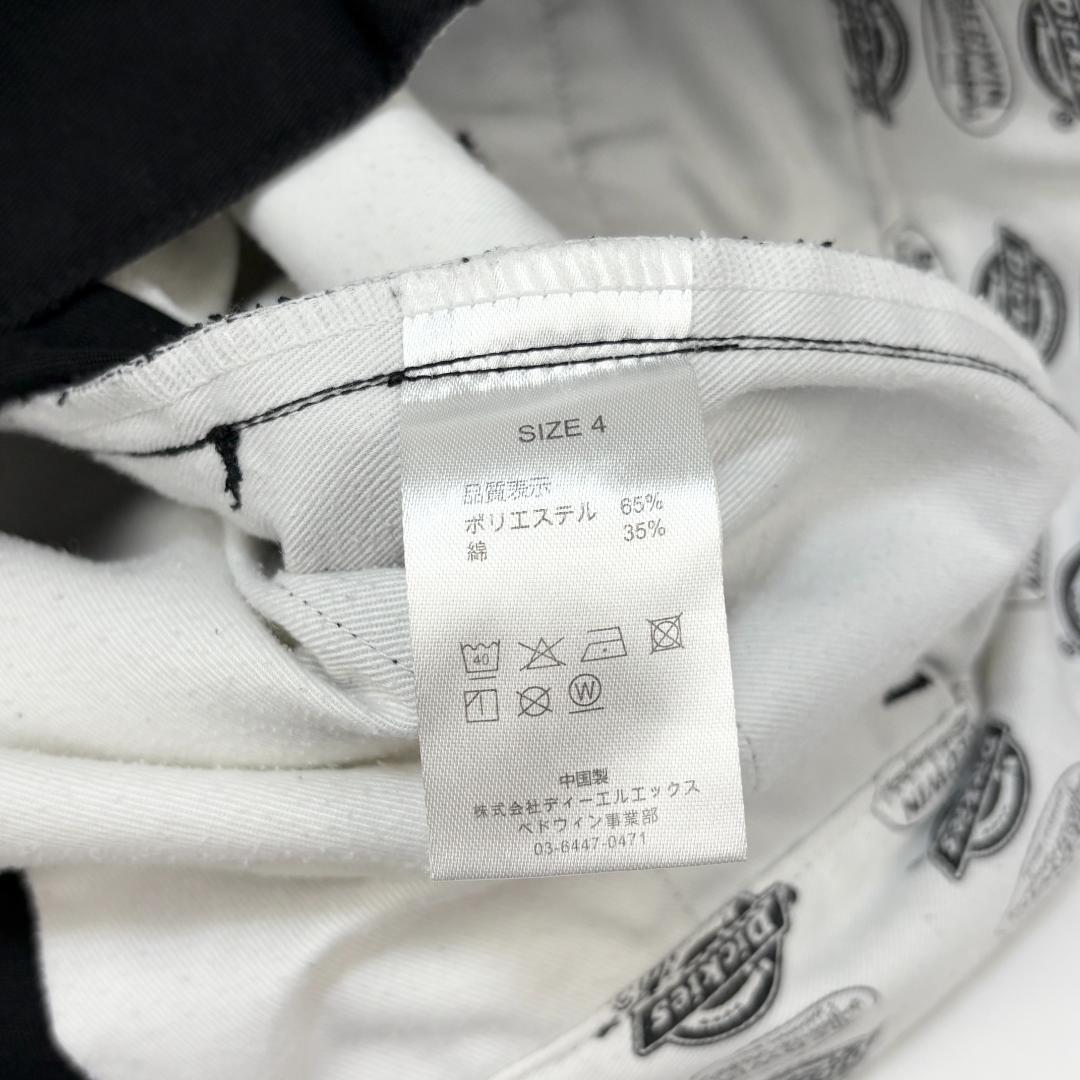 SIZE 4
品質表示
ポリエステル 65%
綿 35%
40
W
中国製
株式会社ディーエルエックス
ベドウィン事業部
03-6447-0471
Dickies
Dickies
Dickies
Dickies